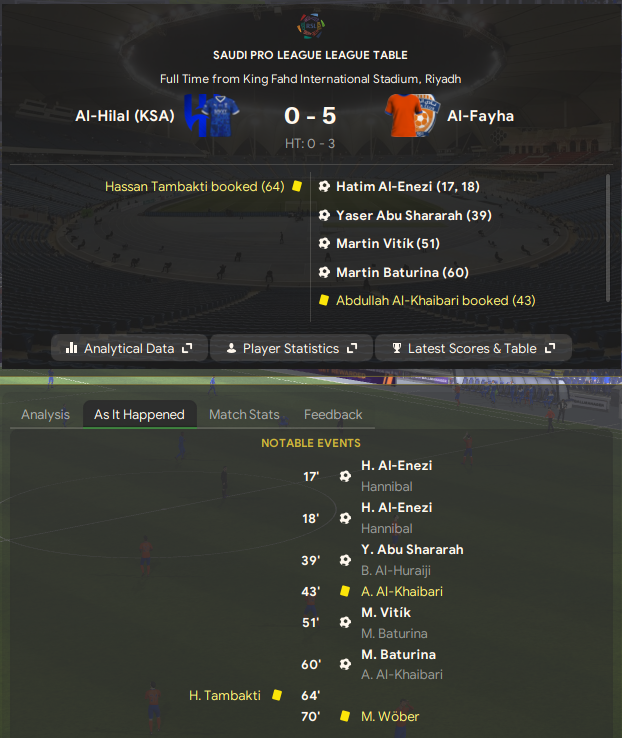 SAUDI PRO LEAGUE LEAGUE TABLE
Full Time from King Fahd International Stadium, Riyadh
Al-Hilal (KSA) 0 - 5 Al-Fayha
HT: 0 - 3
Hassan Tambakti booked (64) Hatim Al-Enezi (17, 18)
Yaser Abu Shararah (39)
Martin Vitík (51)
Martin Baturina (60)
Abdullah Al-Khaibari booked (43)
Analytical Data Player Statistics Latest Scores & Table
Analysis As It Happened Match Stats Feedback
NOTABLE EVENTS
17' H. Al-Enezi
Hannibal
18' H. Al-Enezi
Hannibal
39' Y. Abu Shararah
B. Al-Huraiji
43' A. Al-Khaibari
51' M. Vitík
M. Baturina
60' M. Baturina
A. Al-Khaibari
H. Tambakti 64'
70' M. Wöber